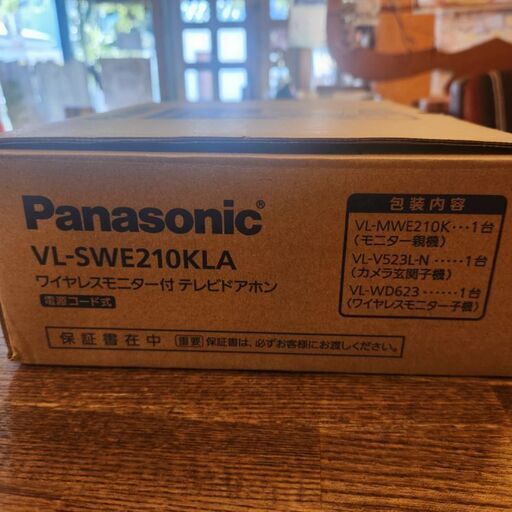 Panasonic®
VL-SWE210KLA
ワイヤレスモニター付 テレビドアホン
電源コード式
保証書在中 重要 保証書は、必ずお客様にお渡しください。
包装内容
VL-MWE210K…1台
(モニター親機)
VL-V523L-N……1台
(カメラ玄関子機)
VL-WD623……1台
(ワイヤレスモニター子機)